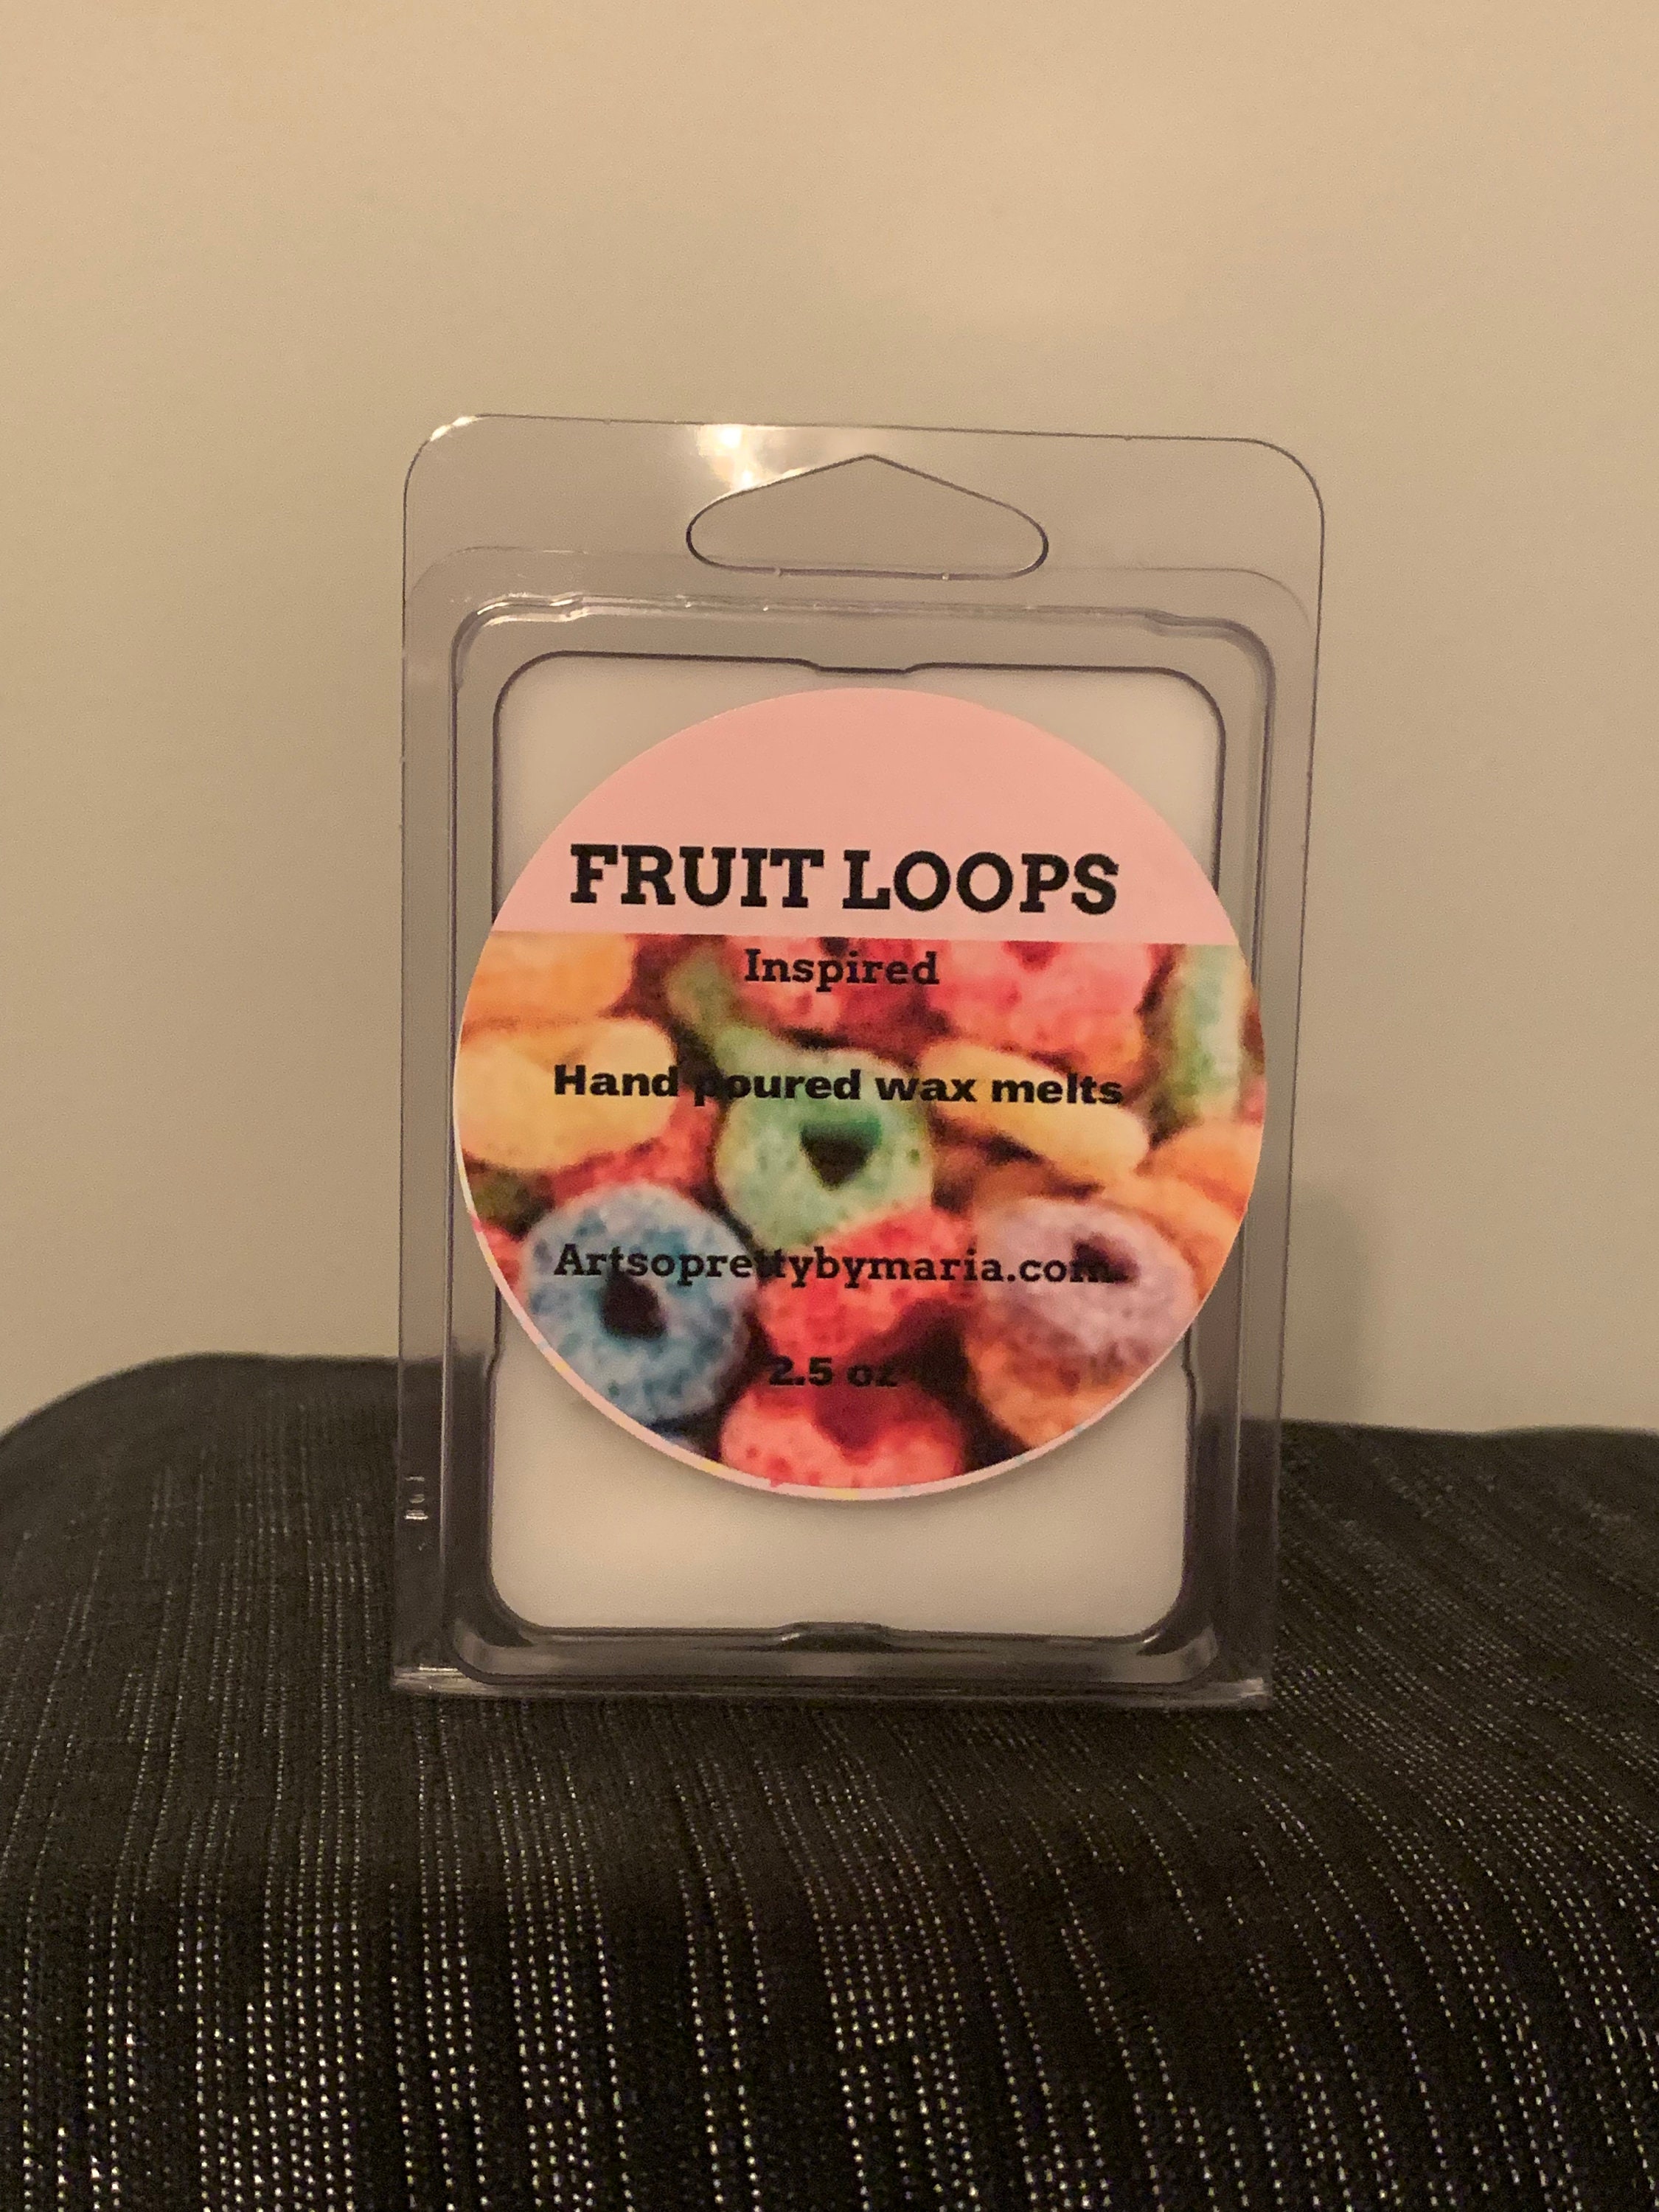 FRUIT LOOPS
Inspired
Hand poured wax melts
Artsoprettybymaria.com
2.5 oz